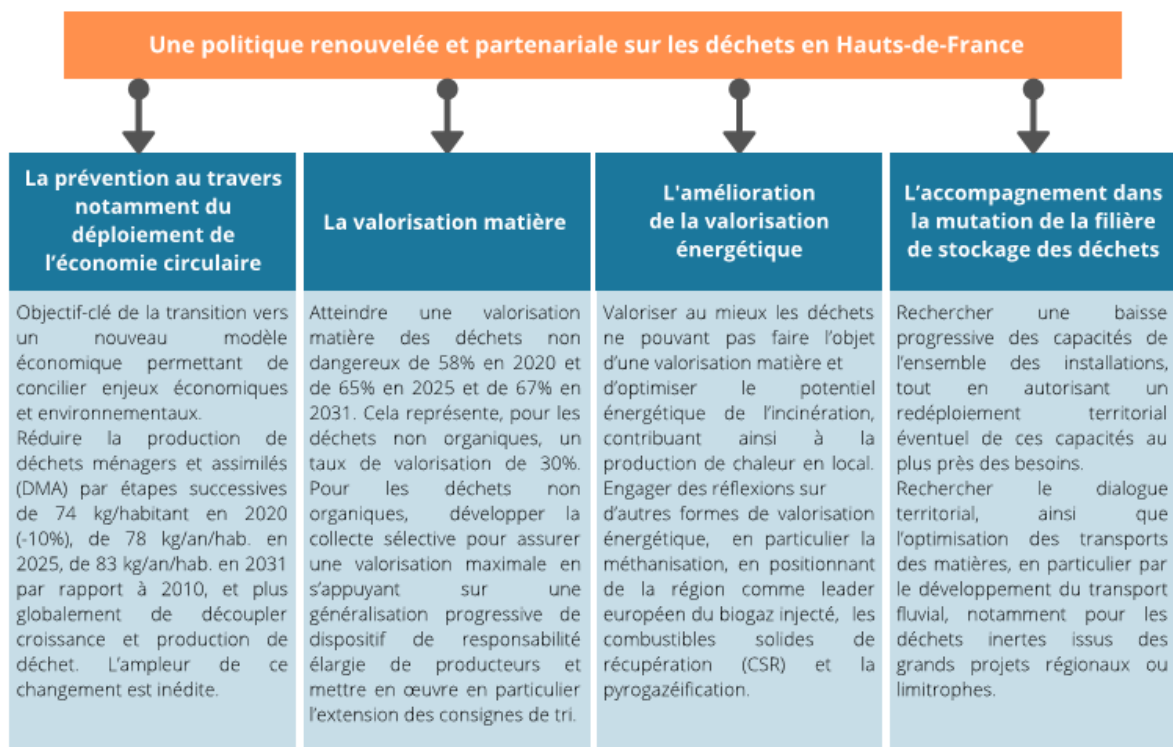 Une politique renouvelée et partenariale sur les déchets en Hauts-de-France
La prévention au travers
notamment du
déploiement de
l'économie circulaire
Objectif-clé de la transition vers
un nouveau modèle
économique permettant de
concilier enjeux économiques
et environnementaux.
Réduire la production de
déchets ménagers et assimilés
(DMA) par étapes successives
de 74 kg/habitant en 2020
(-10%), de 78 kg/an/hab. en
2025, de 83 kg/an/hab. en 2031
par rapport à 2010, et plus
globalement de découpler
croissance et production de
déchet. L'ampleur de ce
changement est inédite.
La valorisation matière
Atteindre une valorisation
matière des déchets non
dangereux de 58% en 2020 et
de 65% en 2025 et de 67% en
2031. Cela représente, pour les
déchets non organiques, un
taux de valorisation de 30%.
Pour les déchets non
organiques, développer la
collecte sélective pour assurer
une valorisation maximale en
s'appuyant sur une
généralisation progressive de
dispositif de responsabilité
élargie de producteurs et
mettre en œuvre en particulier
l'extension des consignes de tri.
L'amélioration
de la valorisation
énergétique
Valoriser au mieux les déchets
ne pouvant pas faire l'objet
d'une valorisation matière et
d'optimiser le potentiel
énergétique de l'incinération,
contribuant ainsi à la
production de chaleur en local.
Engager des réflexions sur
d'autres formes de valorisation
énergétique, en particulier la
méthanisation, en positionnant
de la région comme leader
européen du biogaz injecté, les
combustibles solides de
récupération (CSR) et la
pyrogazéification.
L'accompagnement dans
la mutation de la filière
de stockage des déchets
Rechercher une baisse
progressive des capacités de
l'ensemble des installations,
tout en autorisant un
redéploiement territorial
éventuel de ces capacités au
plus près des besoins.
Rechercher le dialogue
territorial, ainsi que
l'optimisation des transports
des matières, en particulier par
le développement du transport
fluvial, notamment pour les
déchets inertes issus des
grands projets régionaux ou
limitrophes.